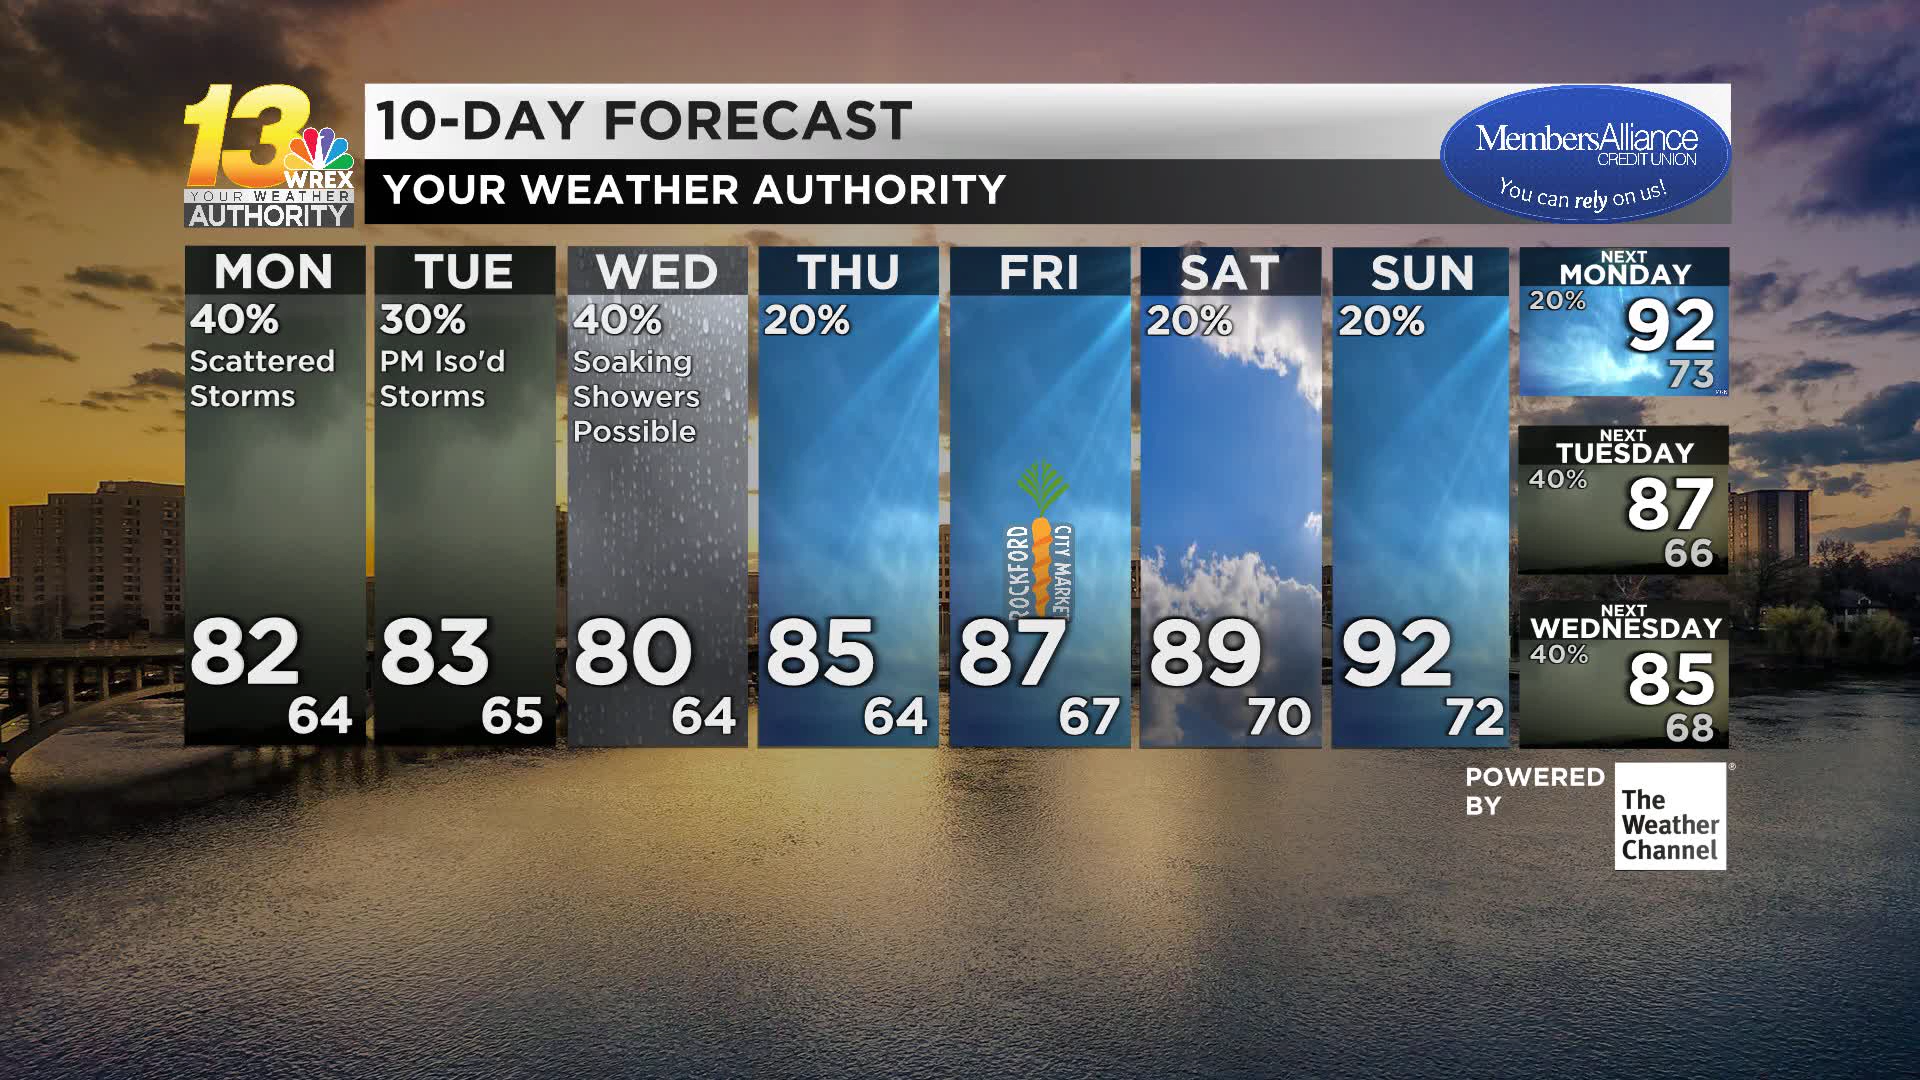 13
WREX
YOUR WEATHER
AUTHORITY
10-DAY FORECAST
YOUR WEATHER AUTHORITY
MembersAlliance
CREDIT UNION
You can rely on us!
MON
40%
Scattered
Storms
82
64
TUE
30%
PM Iso'd
Storms
83
65
WED
40%
Soaking
Showers
Possible
80
64
THU
20%
85
64
FRI
ROCKFORD
CITY MARKET
87
67
SAT
20%
89
70
SUN
20%
92
72
NEXT
MONDAY
20%
92
73
NEXT
TUESDAY
40%
87
66
NEXT
WEDNESDAY
40%
85
68
POWERED
BY
The
Weather
Channel
®